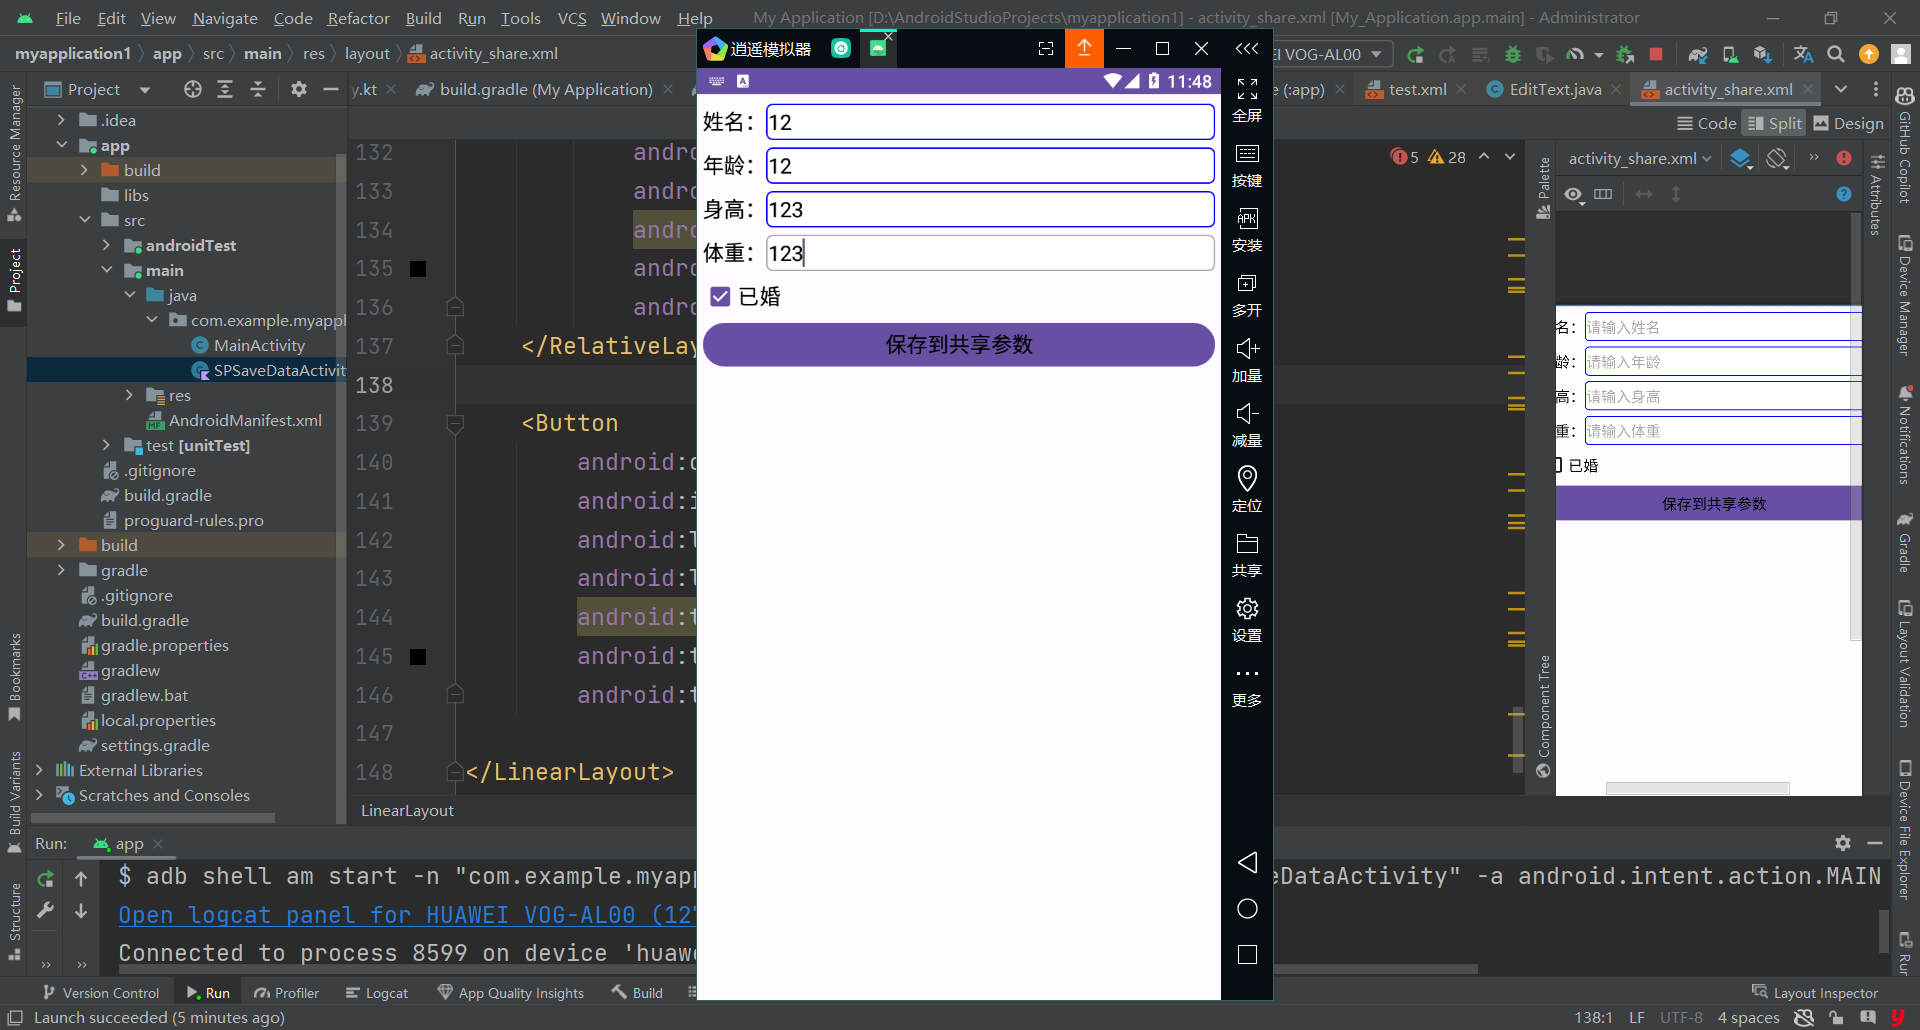 File Edit View Navigate Code Refactor Build Run Tools VCS Window Help My Application [D:\AndroidStudioProjects\myapplication1] - activity_share.xml [My_Application.app.main] - Administrator
myapplication1 app src main res layout activity_share.xml
逍遥模拟器
EI VOG-AL00
Project
y.kt build.gradle (My Application)
e (:app) test.xml EditText.java activity_share.xml
11:48
Code Split Design
.idea
app
build
libs
src
androidTest
main
java
com.example.myappl
MainActivity
SPSaveDataActivit
res
AndroidManifest.xml
test [unitTest]
.gitignore
build.gradle
proguard-rules.pro
build
gradle
.gitignore
build.gradle
gradle.properties
gradlew
gradlew.bat
local.properties
settings.gradle
External Libraries
Scratches and Consoles
132 andro
133 andro
134 andro
135 andro
136 andro
137 </RelativeLay
138
139 <Button
140 android:
141 android:i
142 android:l
143 android:l
144 android:t
145 android:t
146 android:t
147
148 </LinearLayout>
LinearLayout
姓名：12
年龄：12
身高：123
体重：123
已婚
保存到共享参数
全屏
按键
APK
安装
多开
加量
减量
定位
共享
设置
更多
5 28
activity_share.xml
名：请输入姓名
龄：请输入年龄
高：请输入身高
重：请输入体重
已婚
保存到共享参数
Palette
Component Tree
Attributes
Resource Manager
Project
Bookmarks
Build Variants
Structure
GitHub Copilot
Device Manager
Notifications
Gradle
Layout Validation
Device File Explorer
Run
Run: app
$ adb shell am start -n "com.example.myapp
eDataActivity" -a android.intent.action.MAIN
Open logcat panel for HUAWEI VOG-AL00 (12
Connected to process 8599 on device 'huawe
Version Control Run Profiler Logcat App Quality Insights Build
Layout Inspector
Launch succeeded (5 minutes ago)
138:1 LF UTF-8 4 spaces